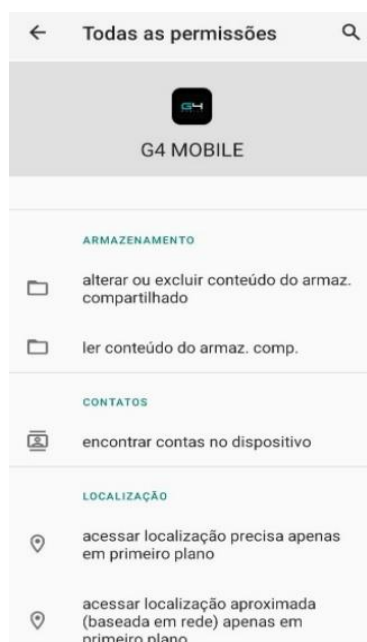 Todas as permissões
G4
G4 MOBILE
ARMAZENAMENTO
alterar ou excluir conteúdo do armaz.
compartilhado
ler conteúdo do armaz. comp.
CONTATOS
encontrar contas no dispositivo
LOCALIZAÇÃO
acessar localização precisa apenas
em primeiro plano
acessar localização aproximada
(baseada em rede) apenas em
primeiro plano